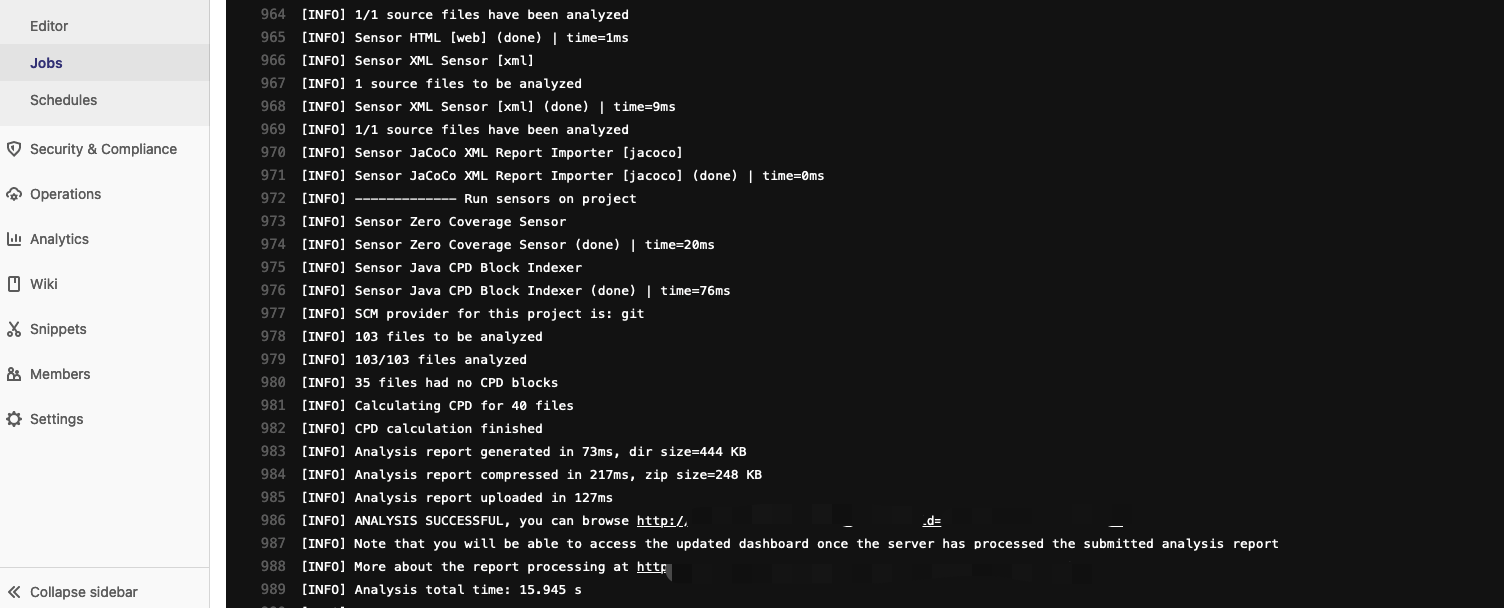 Editor
Jobs
Schedules
Security & Compliance
Operations
Analytics
Wiki
Snippets
Members
Settings
Collapse sidebar
964 [INFO] 1/1 source files have been analyzed
965 [INFO] Sensor HTML [web] (done) | time=1ms
966 [INFO] Sensor XML Sensor [xml]
967 [INFO] 1 source files to be analyzed
968 [INFO] Sensor XML Sensor [xml] (done) | time=9ms
969 [INFO] 1/1 source files have been analyzed
970 [INFO] Sensor JaCoCo XML Report Importer [jacoco]
971 [INFO] Sensor JaCoCo XML Report Importer [jacoco] (done) | time=0ms
972 [INFO] ------------- Run sensors on project
973 [INFO] Sensor Zero Coverage Sensor
974 [INFO] Sensor Zero Coverage Sensor (done) | time=20ms
975 [INFO] Sensor Java CPD Block Indexer
976 [INFO] Sensor Java CPD Block Indexer (done) | time=76ms
977 [INFO] SCM provider for this project is: git
978 [INFO] 103 files to be analyzed
979 [INFO] 103/103 files analyzed
980 [INFO] 35 files had no CPD blocks
981 [INFO] Calculating CPD for 40 files
982 [INFO] CPD calculation finished
983 [INFO] Analysis report generated in 73ms, dir size=444 KB
984 [INFO] Analysis report compressed in 217ms, zip size=248 KB
985 [INFO] Analysis report uploaded in 127ms
986 [INFO] ANALYSIS SUCCESSFUL, you can browse http:/ d=
987 [INFO] Note that you will be able to access the updated dashboard once the server has processed the submitted analysis report
988 [INFO] More about the report processing at http
989 [INFO] Analysis total time: 15.945 s